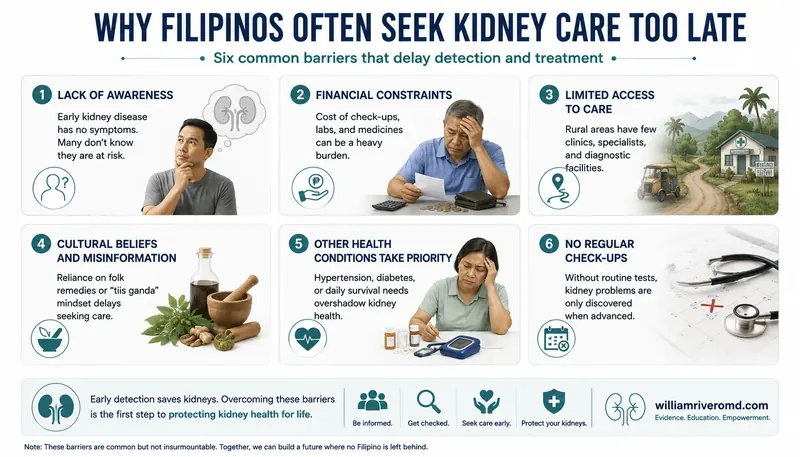 WHY FILIPINOS OFTEN SEEK KIDNEY CARE TOO LATE
Six common barriers that delay detection and treatment
1 LACK OF AWARENESS
Early kidney disease
has no symptoms.
Many don't know
they are at risk.
?
2 FINANCIAL CONSTRAINTS
Cost of check-ups,
labs, and medicines
can be a heavy
burden.
₱
3 LIMITED ACCESS
TO CARE
Rural areas have few
clinics, specialists,
and diagnostic
facilities.
4 CULTURAL BELIEFS
AND MISINFORMATION
Reliance on folk
remedies or “tiis ganda”
mindset delays
seeking care.
5 OTHER HEALTH
CONDITIONS TAKE PRIORITY
Hypertension, diabetes,
or daily survival needs
overshadow kidney
health.
6 NO REGULAR
CHECK-UPS
Without routine tests,
kidney problems are
only discovered
when advanced.
Early detection saves kidneys. Overcoming these barriers
is the first step to protecting kidney health for life.
Be informed.
Get checked.
Seek care early.
Protect your kidneys.
williamriveromd.com
Evidence. Education. Empowerment.
Note: These barriers are common but not insurmountable. Together, we can build a future where no Filipino is left behind.